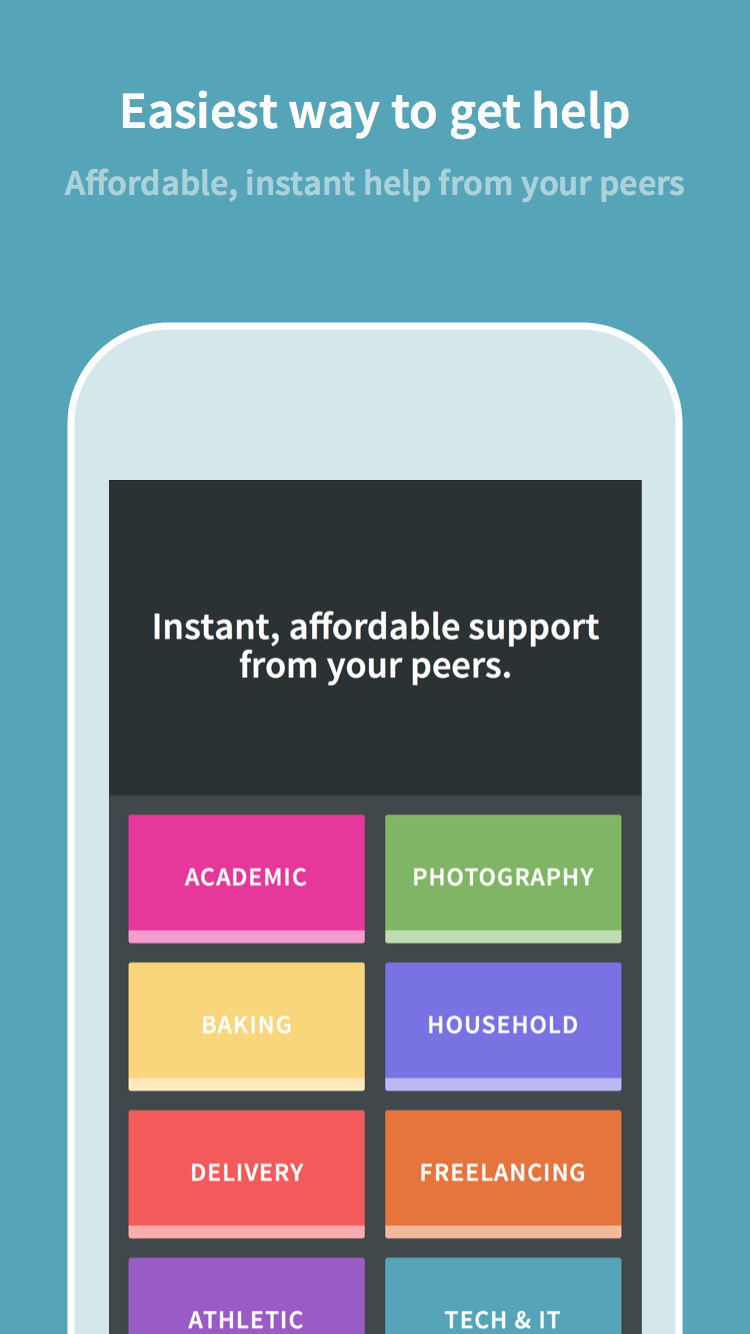 Easiest way to get help
Affordable, instant help from your peers
Instant, affordable support
from your peers.
ACADEMIC
PHOTOGRAPHY
BAKING
HOUSEHOLD
DELIVERY
FREELANCING
ATHLETIC
TECH & IT